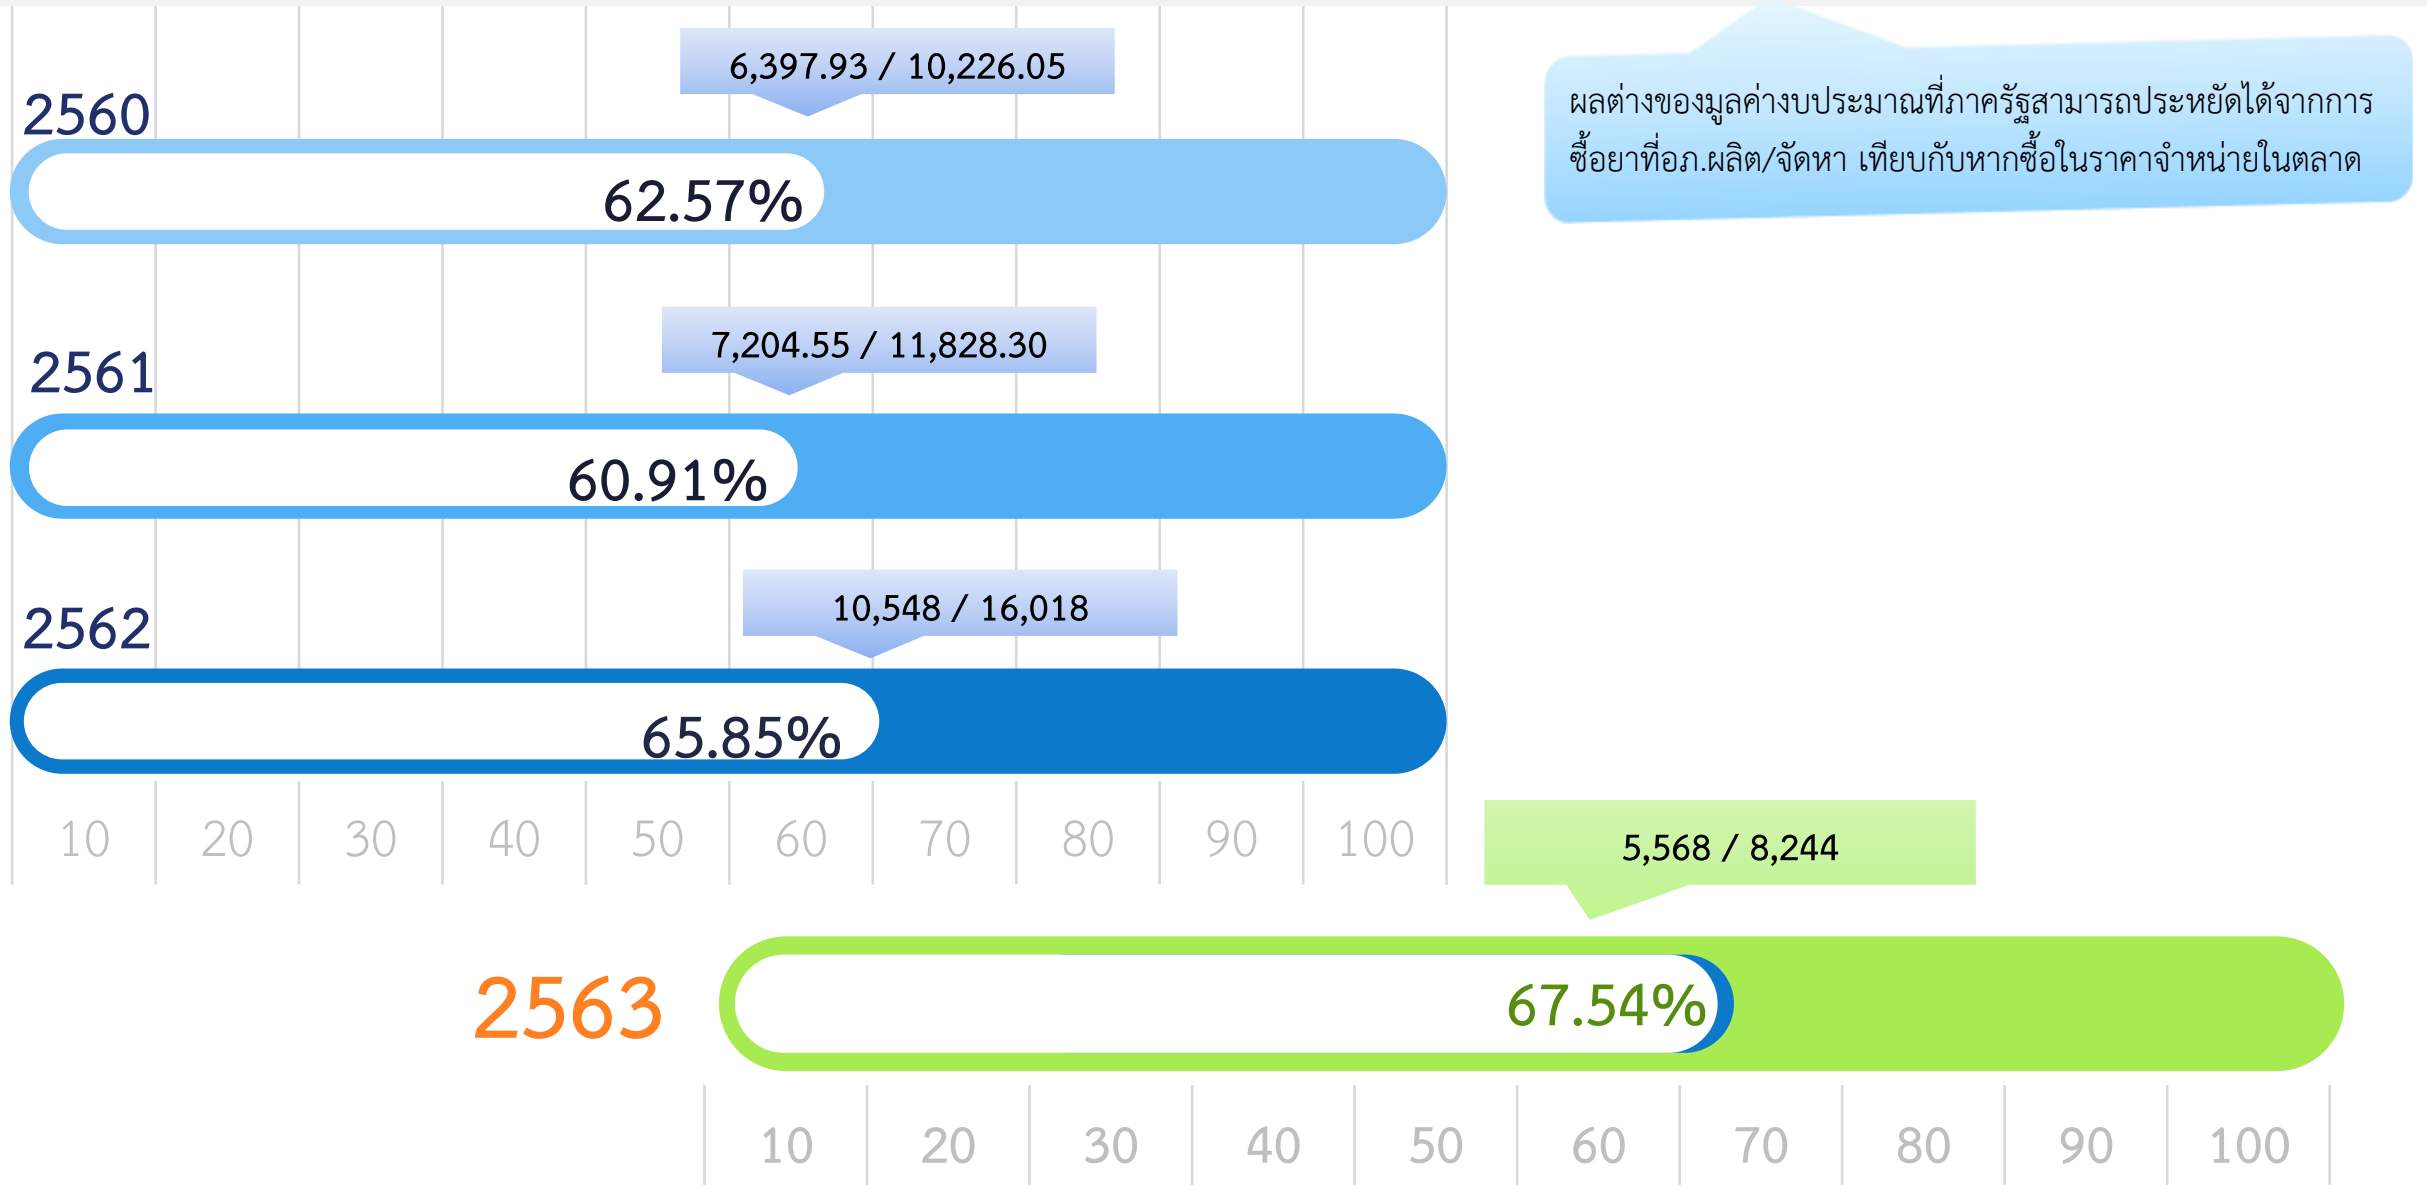 6,397.93 / 10,226.05
2560
62.57%
ผลต่างของมูลค่างบประมาณที่ภาครัฐสามารถประหยัดได้จากการ
ซื้อยาที่อภ.ผลิต/จัดหา เทียบกับหากซื้อในราคาจำหน่ายในตลาด
7,204.55 / 11,828.30
2561
60.91%
10,548 / 16,018
2562
65.85%
10 20 30 40 50 60 70 80 90 100
5,568 / 8,244
2563
67.54%
10 20 30 40 50 60 70 80 90 100